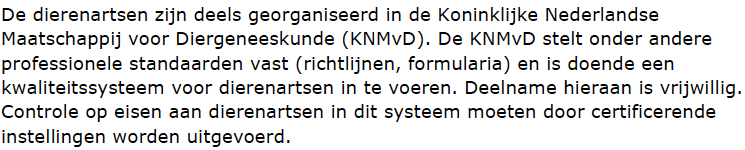 De dierenartsen zijn deels georganiseerd in de Koninklijke Nederlandse
Maatschappij voor Diergeneeskunde (KNMvD). De KNMvD stelt onder andere
professionele standaarden vast (richtlijnen, formularia) en is doende een
kwaliteitssysteem voor dierenartsen in te voeren. Deelname hieraan is vrijwillig.
Controle op eisen aan dierenartsen in dit systeem moeten door certificerende
instellingen worden uitgevoerd.